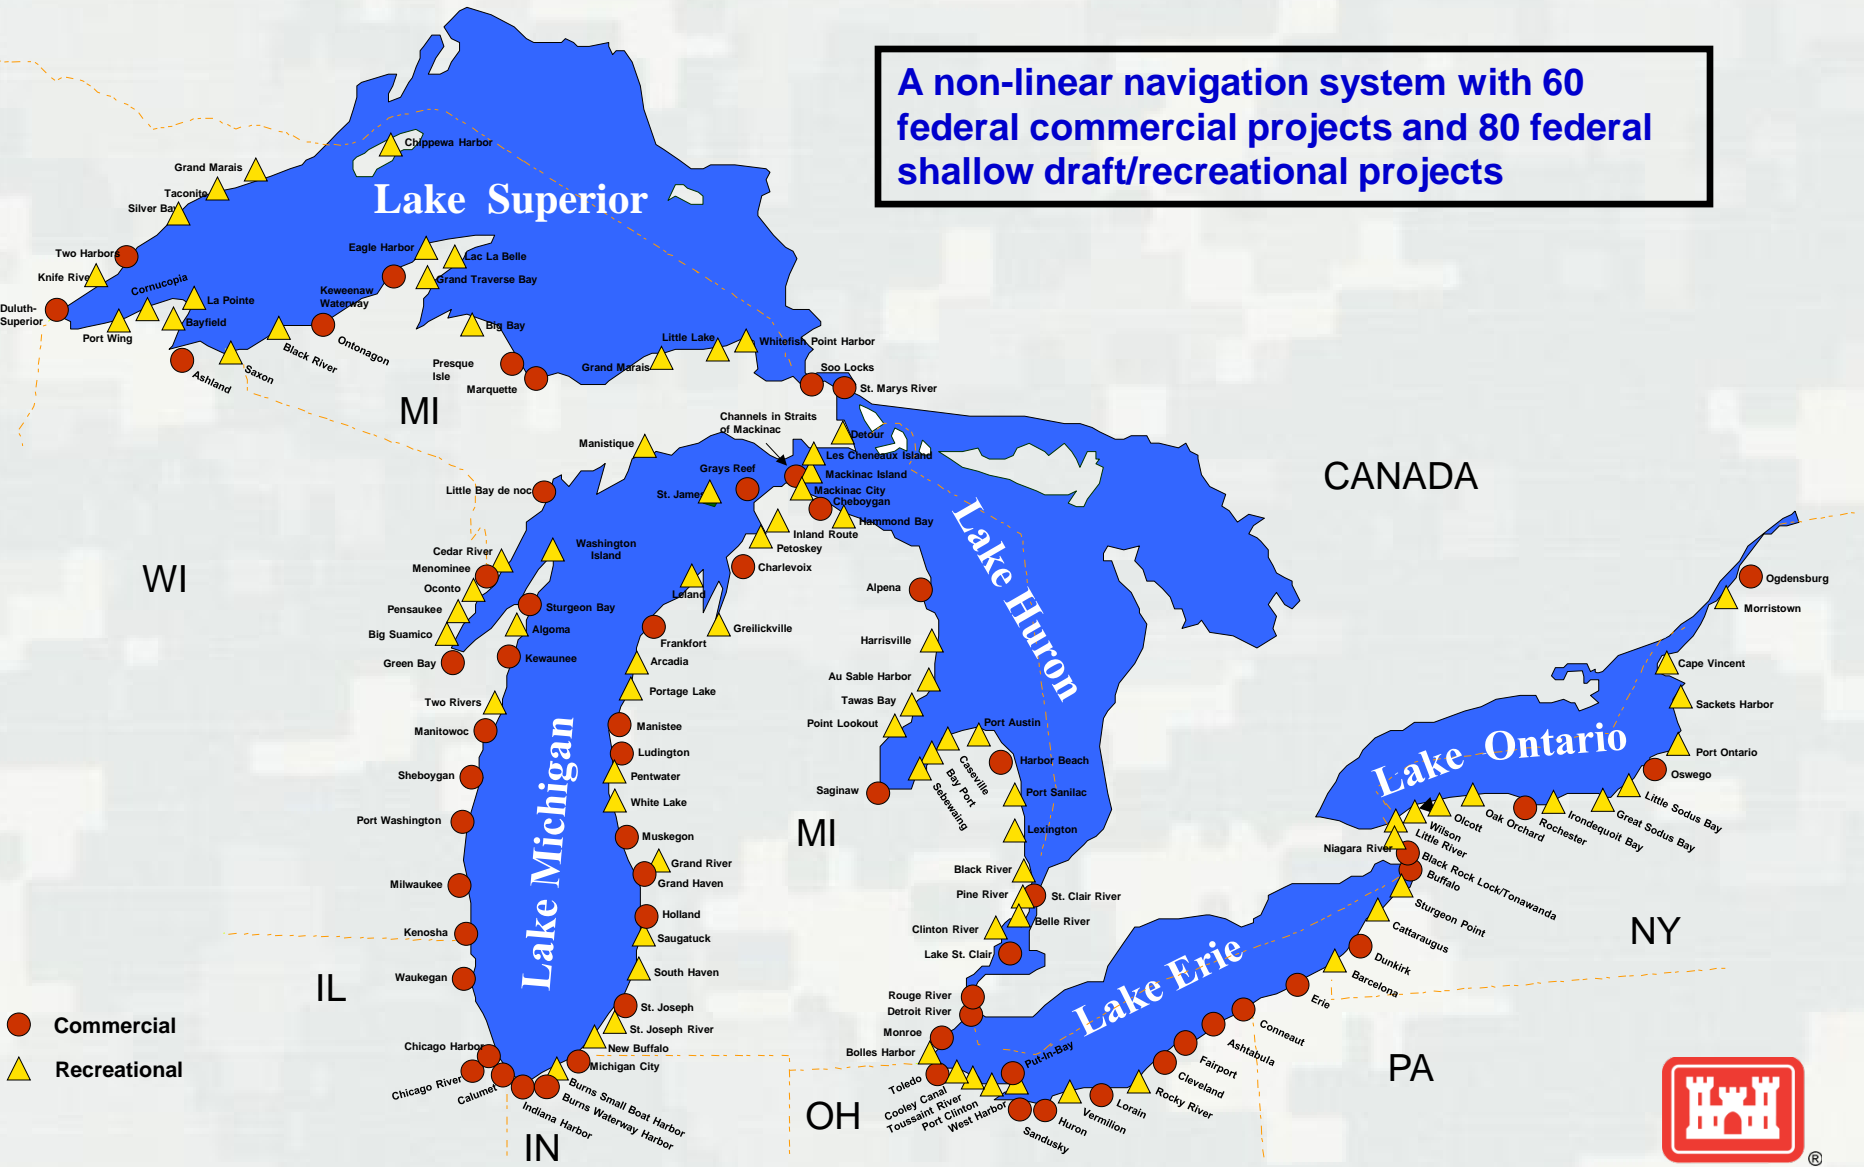 A non-linear navigation system with 60
federal commercial projects and 80 federal
shallow draft/recreational projects
Chippewa Harbor
Grand Marais
Taconite
Silver Bay
Lake Superior
Two Harbors
Knife River
Cornucopia
Duluth-
Superior
Port Wing
La Pointe
Bayfield
Ashland
Saxon
Black River
Ontonagon
Keweenaw
Waterway
Eagle Harbor
Lac La Belle
Grand Traverse Bay
Big Bay
Presque
Isle
Marquette
Grand Marais
Little Lake
Whitefish Point Harbor
Soo Locks
St. Marys River
MI
Channels in Straits
of Mackinac
Detour
Les Cheneaux Island
Mackinac Island
Mackinac City
Cheboygan
Hammond Bay
Manistique
Grays Reef
St. James
Little Bay de noc
Inland Route
Petoskey
Charlevoix
CANADA
Lake Huron
WI
Cedar River
Menominee
Oconto
Pensaukee
Big Suamico
Green Bay
Washington
Island
Sturgeon Bay
Algoma
Kewaunee
Two Rivers
Manitowoc
Sheboygan
Port Washington
Milwaukee
Kenosha
Waukegan
Lake Michigan
Leland
Greilickville
Frankfort
Arcadia
Portage Lake
Manistee
Ludington
Pentwater
White Lake
Muskegon
Grand River
Grand Haven
Holland
Saugatuck
South Haven
St. Joseph
St. Joseph River
New Buffalo
Michigan City
Burns Small Boat Harbor
Burns Waterway Harbor
Indiana Harbor
Calumet
Chicago River
Chicago Harbor
IL
IN
Alpena
Harrisville
Au Sable Harbor
Tawas Bay
Point Lookout
Saginaw
Sebewaing
Bay Port
Caseville
Port Austin
Harbor Beach
Port Sanilac
Lexington
MI
Black River
Pine River
St. Clair River
Belle River
Clinton River
Lake St. Clair
Rouge River
Detroit River
Monroe
Bolles Harbor
Toledo
Cooley Canal
Toussaint River
Port Clinton
West Harbor
Put-In-Bay
Sandusky
Huron
Vermilion
Lorain
Rocky River
Cleveland
Fairport
Ashtabula
Conneaut
Erie
Barcelona
Dunkirk
Cattaraugus
Sturgeon Point
Buffalo
Black Rock Lock/Tonawanda
Lake Erie
OH
PA
NY
Niagara River
Little River
Wilson
Olcott
Oak Orchard
Rochester
Irondequoit Bay
Great Sodus Bay
Little Sodus Bay
Oswego
Port Ontario
Sackets Harbor
Cape Vincent
Morristown
Ogdensburg
Lake Ontario
Commercial
Recreational
®